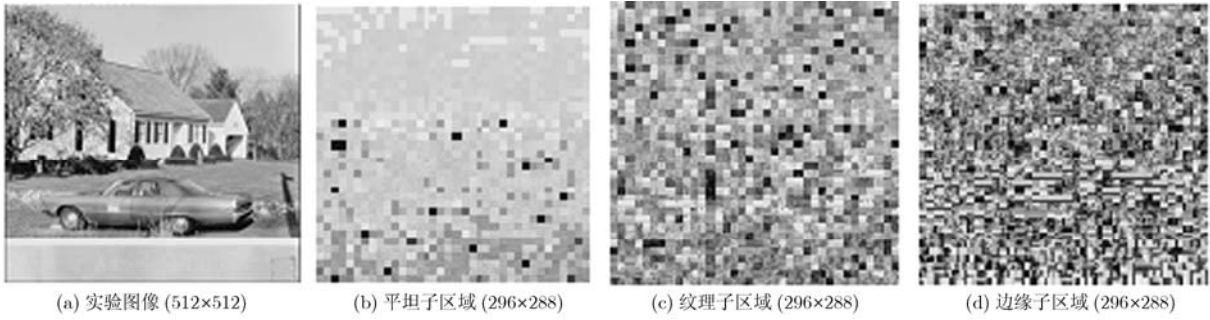 (a) 实验图像 (512×512)
(b) 平坦子区域 (296×288)
(c) 纹理子区域 (296×288)
(d) 边缘子区域 (296×288)